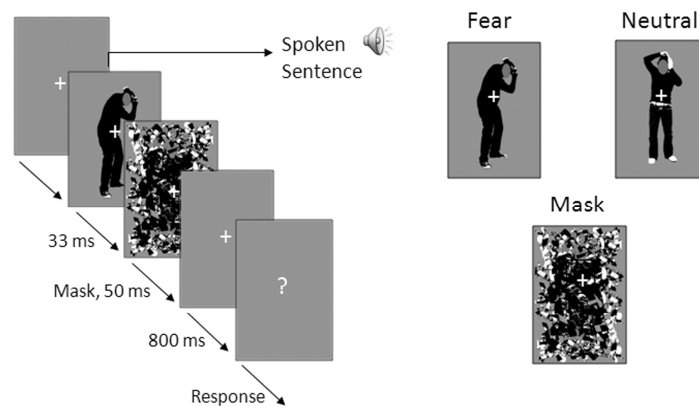 Spoken
Sentence
33 ms
Mask, 50 ms
800 ms
?
Response
Fear
Neutral
Mask